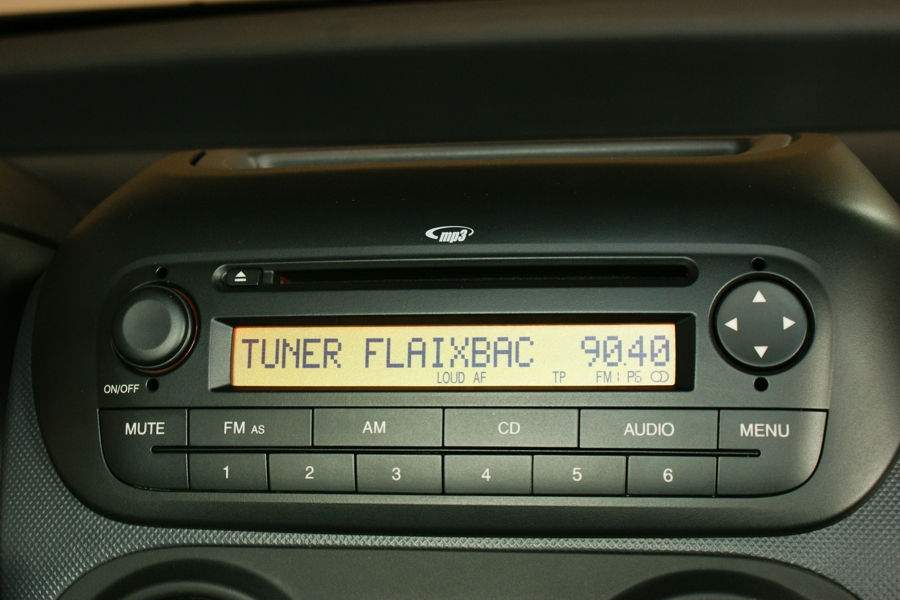 mp3
TUNER FLAIXBAC 90.40
LOUD AF TP FM1 P6
ON/OFF
MUTE FM AS AM CD AUDIO MENU
1 2 3 4 5 6